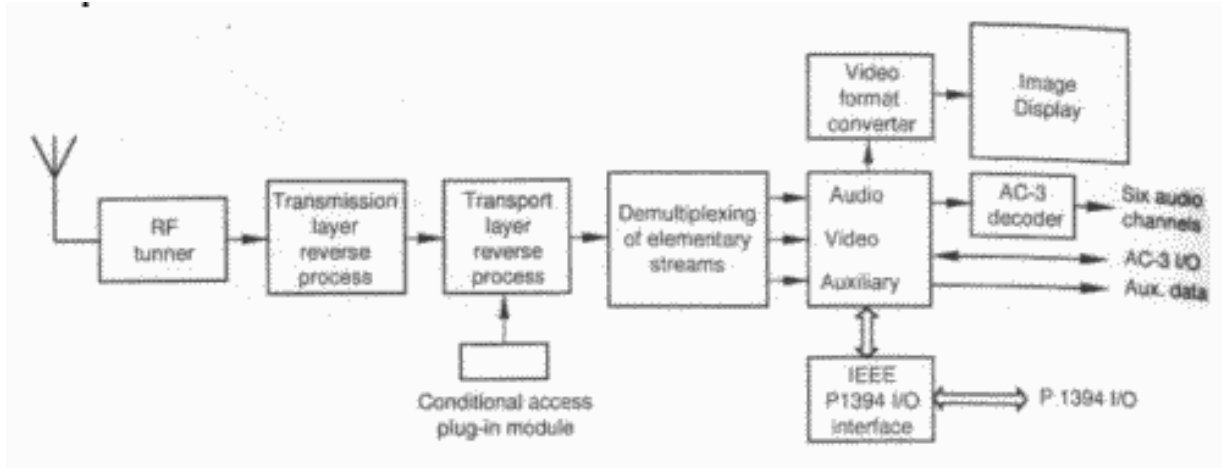 RF
tunner
Transmission
layer
reverse
process
Transport
layer
reverse
process
Conditional access
plug-in module
Demultiplexing
of elementary
streams
Video
format
converter
Image
Display
Audio
Video
Auxiliary
AC-3
decoder
Six audio
channels
AC-3 I/O
Aux. data
IEEE
P1394 I/O
interface
P 1394 I/O